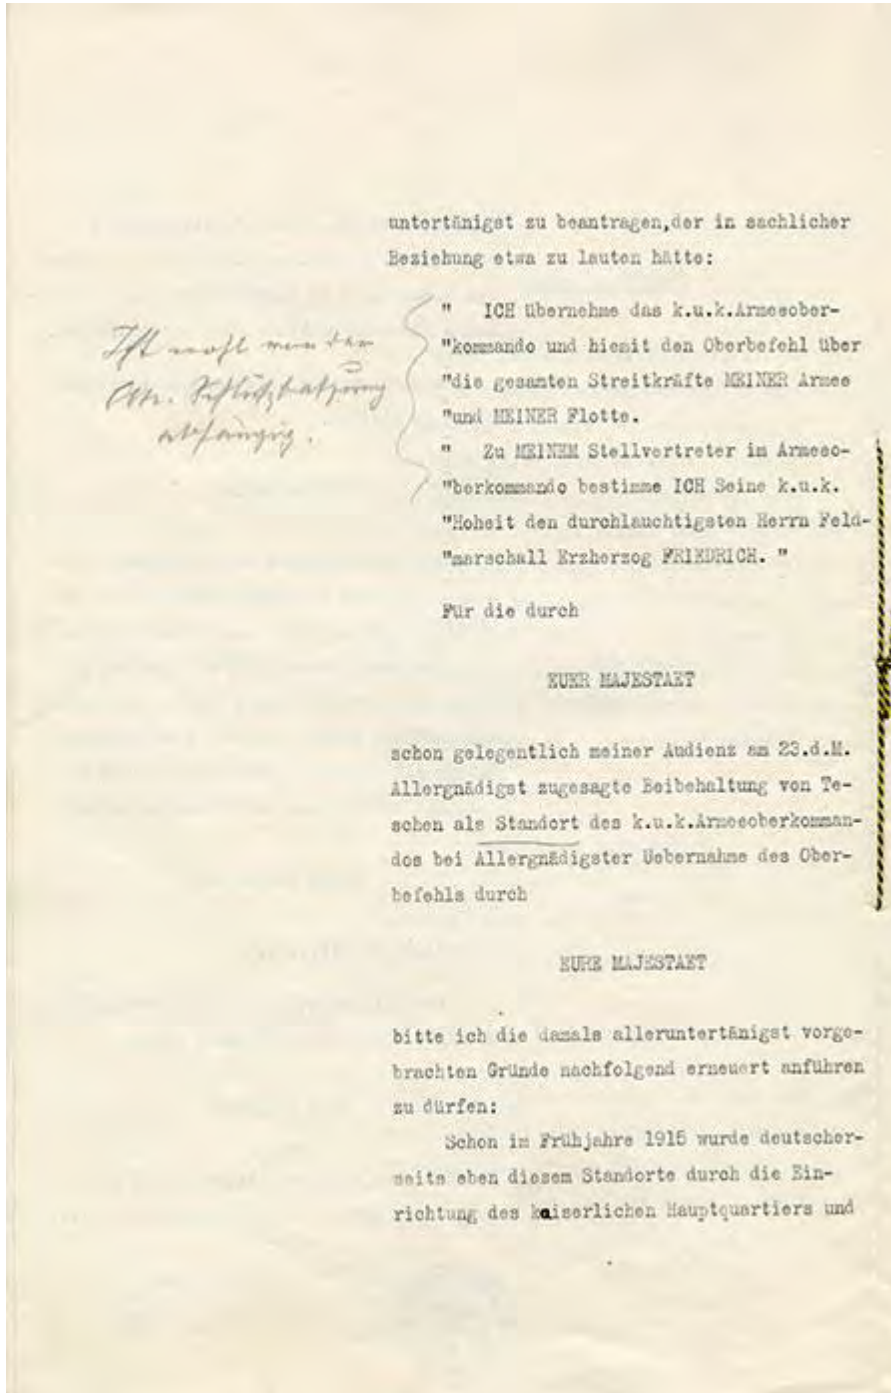 untertänigst zu beantragen,der in sachlicher
Beziehung etwa zu lauten hätte:
" ICH übernehme das k.u.k.Armeeober-
"kommando und hiemit den Oberbefehl über
"die gesamten Streitkräfte MEINER Armee
"und MEINER Flotte.
" Zu MEINEM Stellvertreter im Armeeo-
"berkommando bestimme ICH Seine k.u.k.
"Hoheit den durchlauchtigsten Herrn Feld-
"marschall Erzherzog FRIEDRICH. "
Ist wohl von der
abhängig.
Für die durch
EUER MAJESTAET
schon gelegentlich meiner Audienz am 23.d.M.
Allergnädigst zugesagte Beibehaltung von Te-
schen als Standort des k.u.k.Armeeoberkomman-
dos bei Allergnädigster Uebernahme des Ober-
befehls durch
EURE MAJESTAET
bitte ich die damals alleruntertänigst vorge-
brachten Gründe nachfolgend erneuert anführen
zu dürfen:
Schon im Frühjahre 1915 wurde deutscher-
seits eben diesem Standorte durch die Ein-
richtung des kaiserlichen Hauptquartiers und